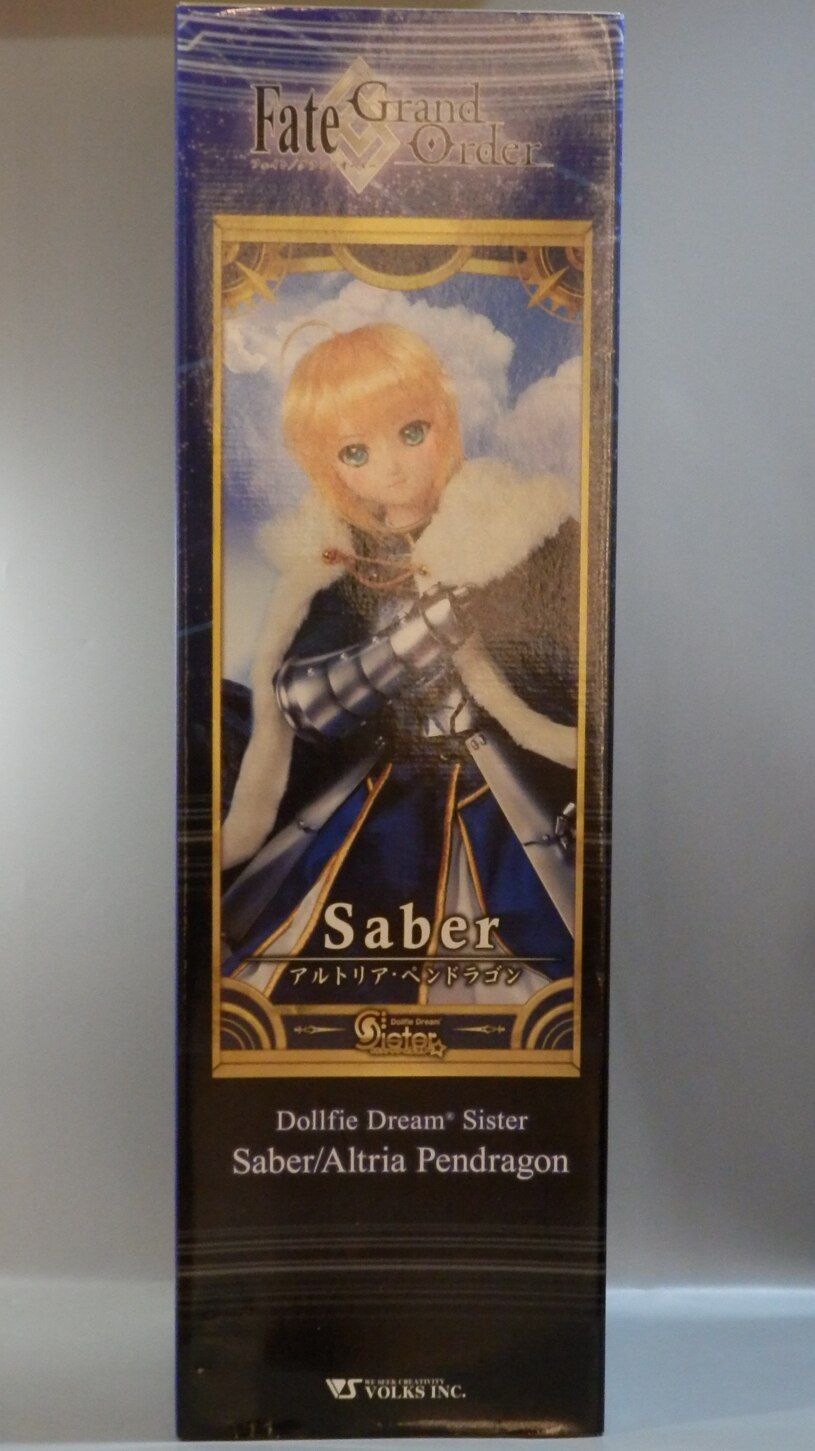 Fate
Grand
Order
Saber
アルトリア・ペンドラゴン
Dollfie Dream®
Sister
Dollfie Dream® Sister
Saber/Altria Pendragon
VS WE SEEK CREATIVITY
VOLKS INC.